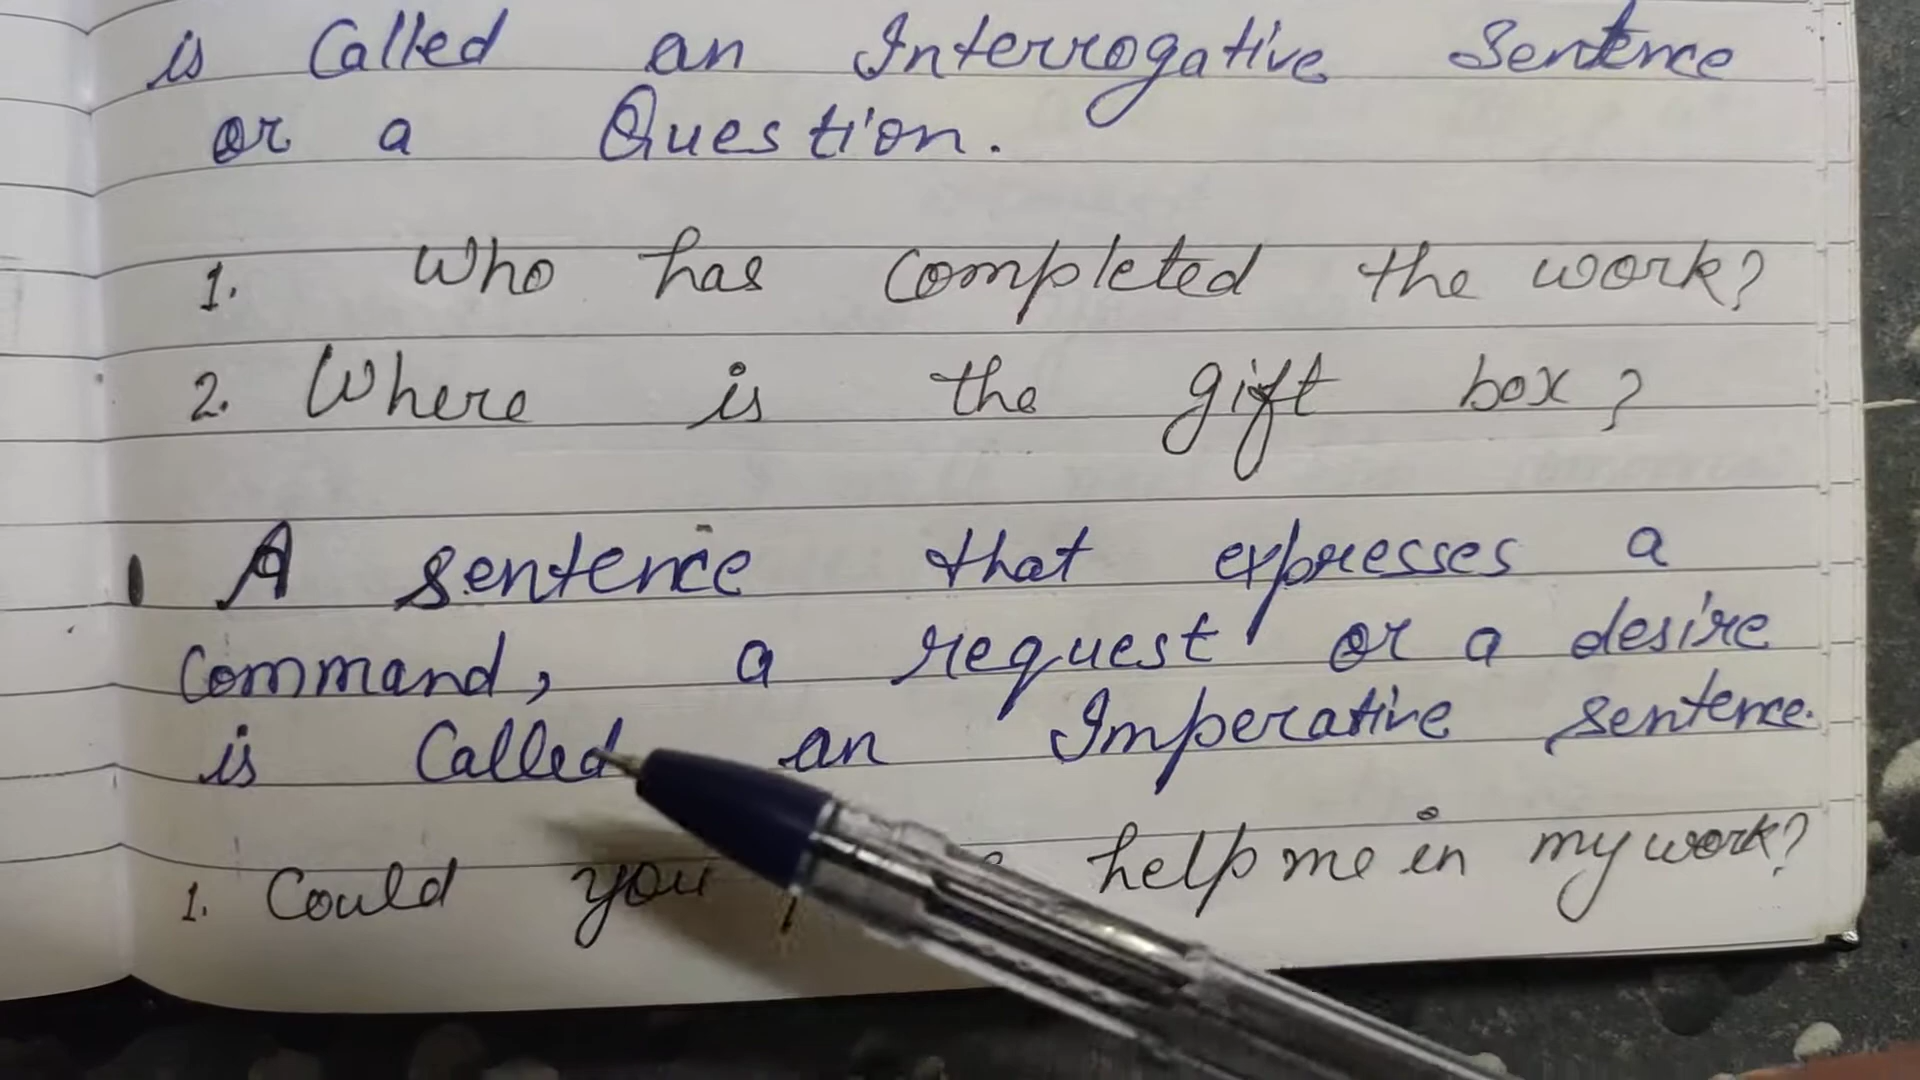 is Called an Interrogative Sentence
or a Question.
1. Who has completed the work?
2. Where is the gift box?
A sentence that expresses a
Command, a request or a desire
is Called an Imperative sentence.
1. Could you help me in my work?